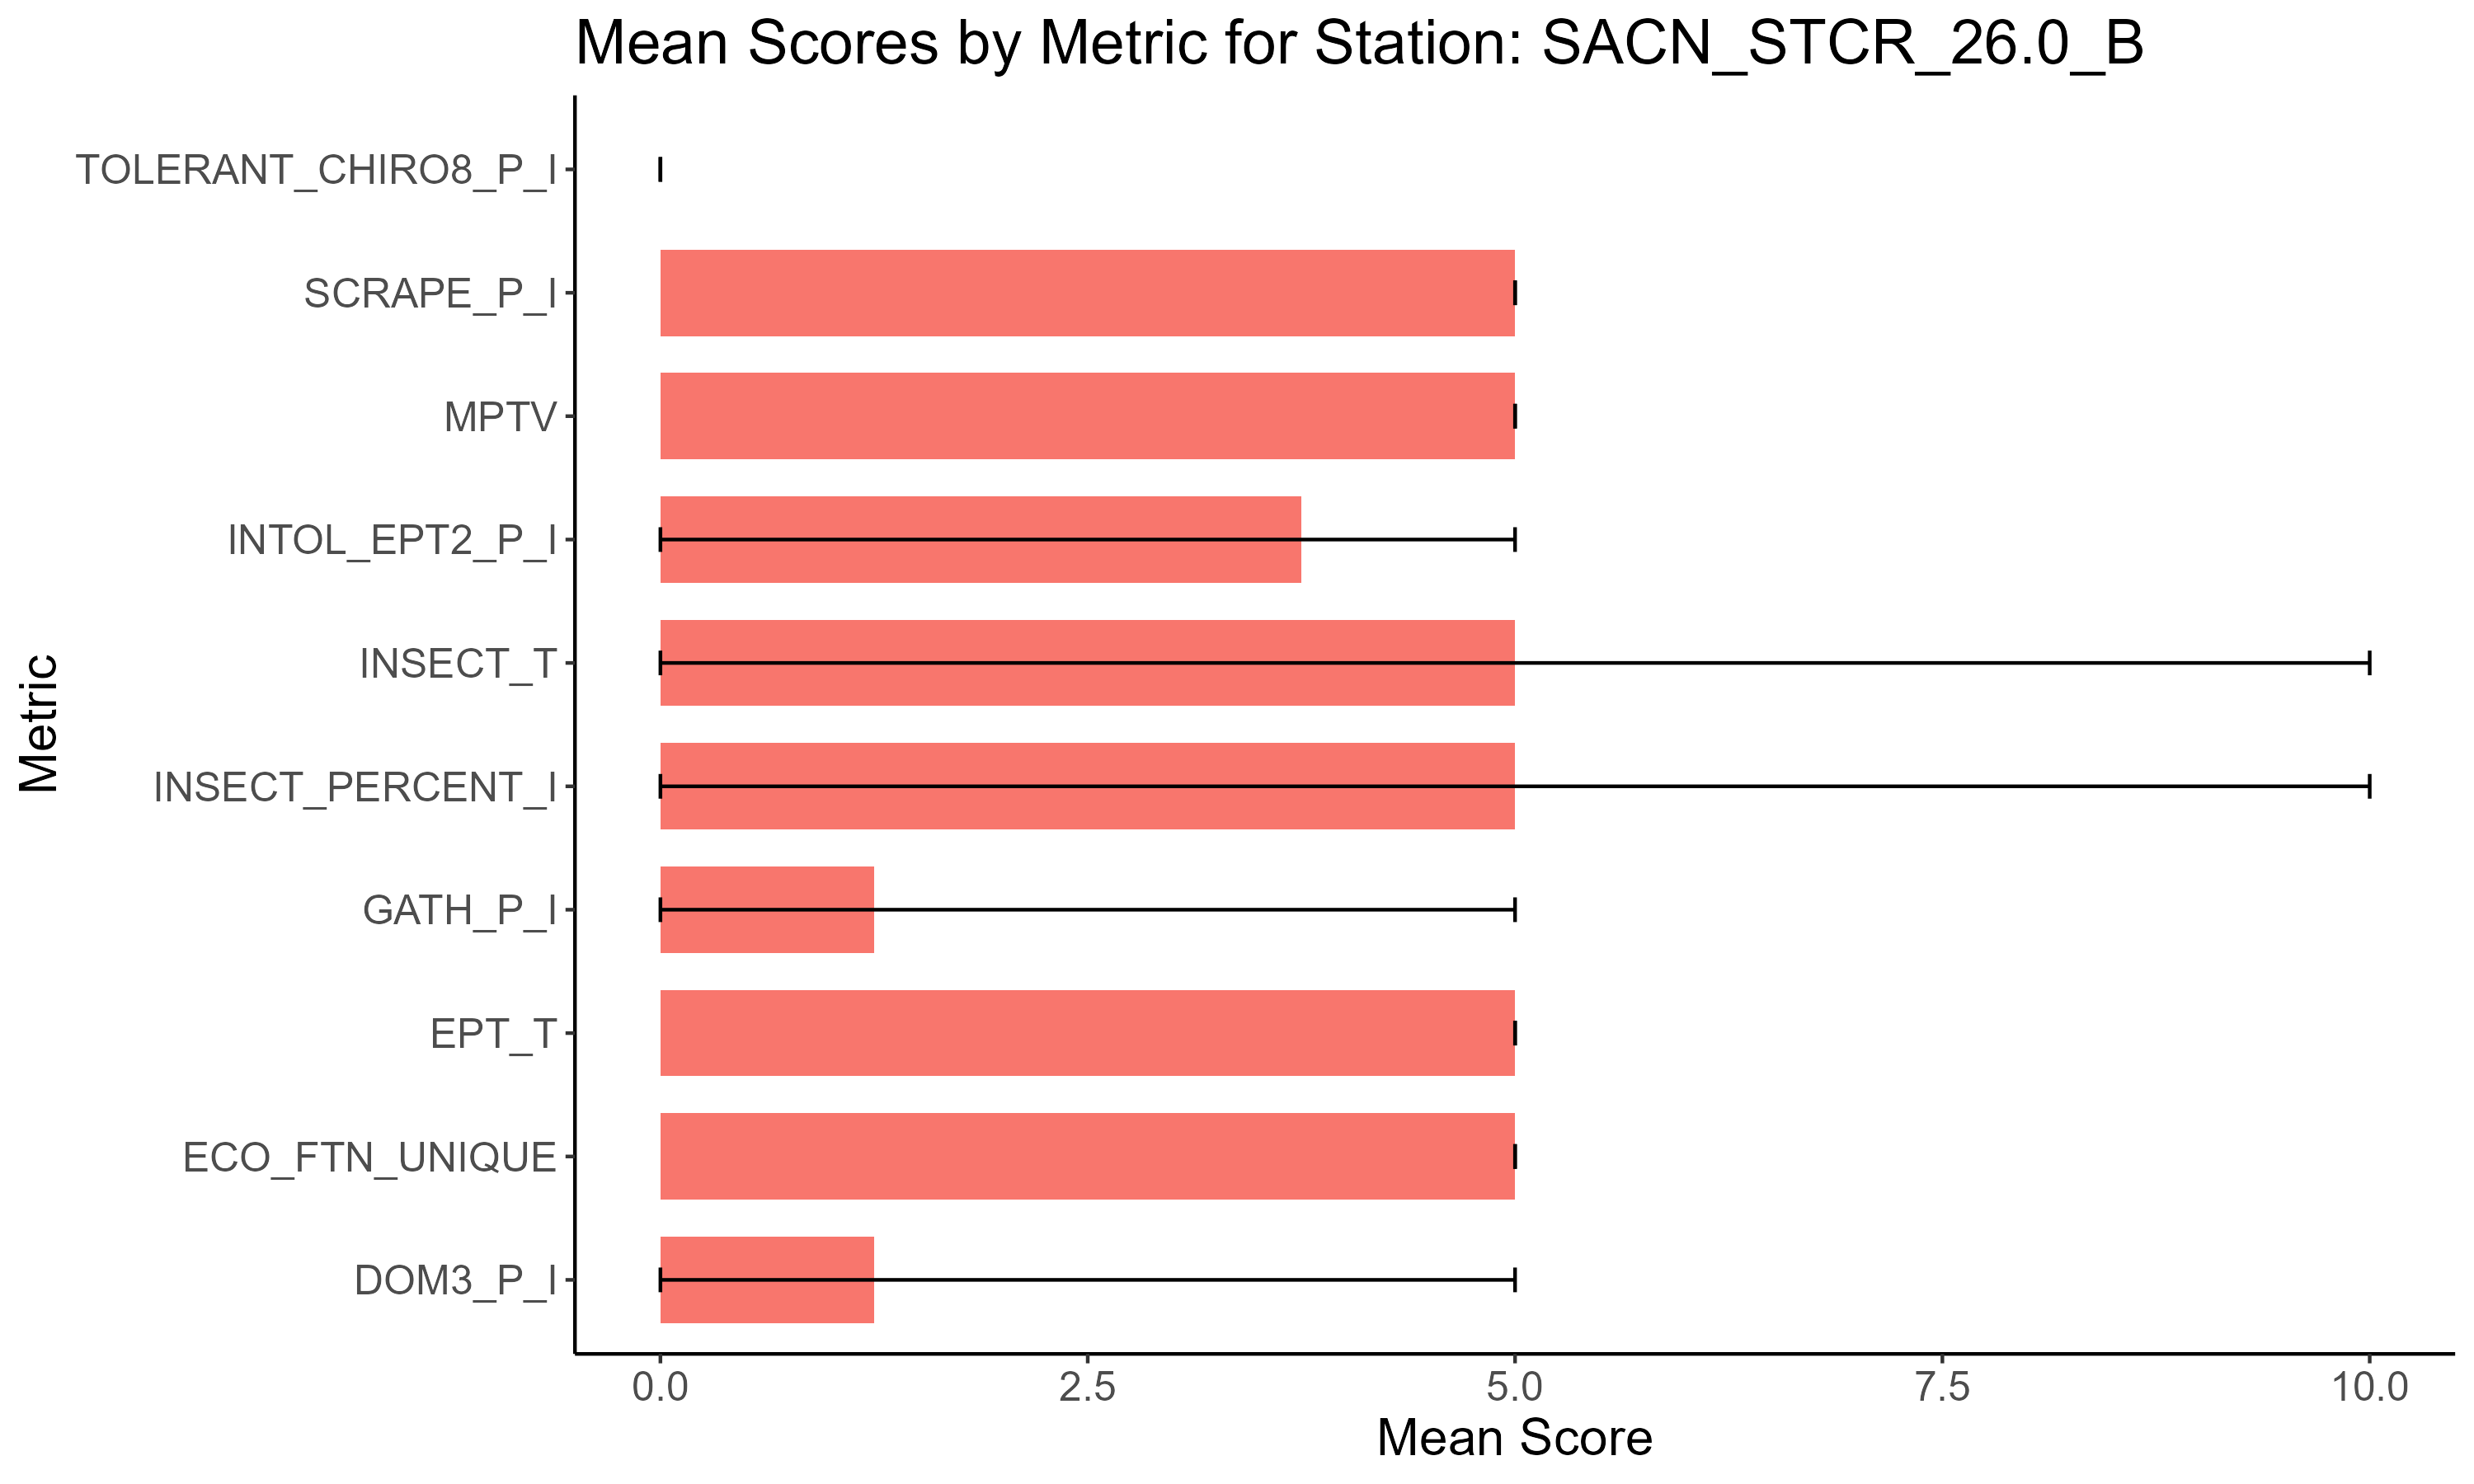 Mean Scores by Metric for Station: SACN_STCR_26.0_B
TOLERANT_CHIRO8_P_I
SCRAPE_P_I
MPTV
INTOL_EPT2_P_I
INSECT_T
INSECT_PERCENT_I
GATH_P_I
EPT_T
ECO_FTN_UNIQUE
DOM3_P_I
Metric
0.0 2.5 5.0 7.5 10.0
Mean Score